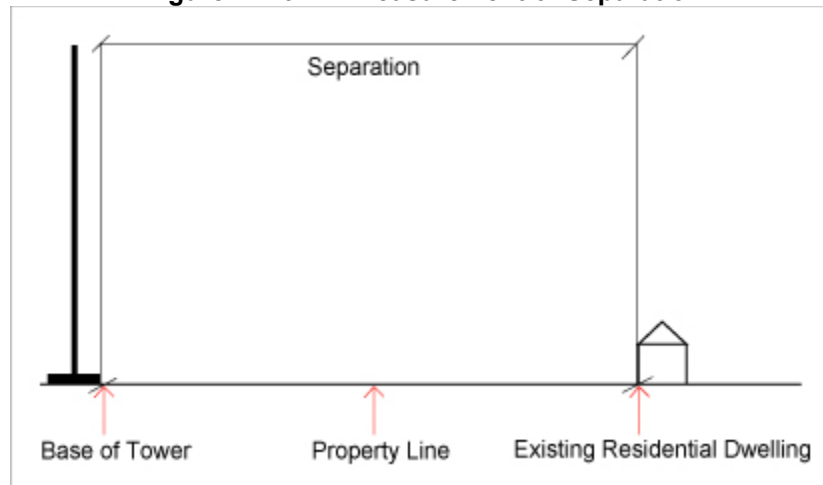 Separation
Base of Tower
Property Line
Existing Residential Dwelling